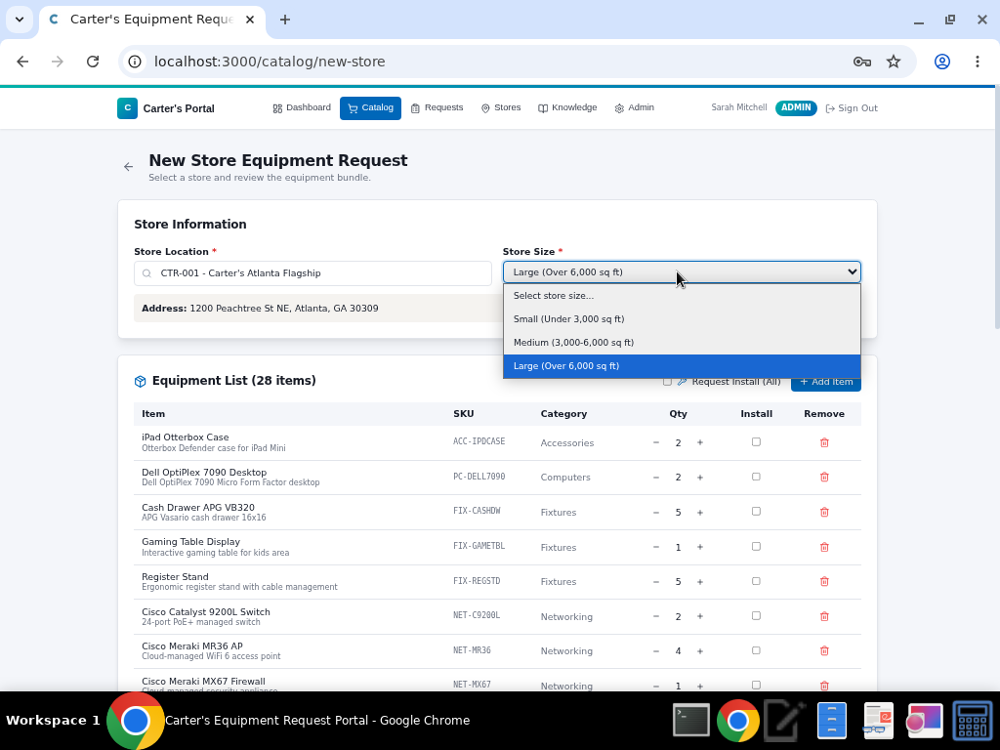 Carter's Equipment Reque
localhost:3000/catalog/new-store
C Carter's Portal Dashboard Catalog Requests Stores Knowledge Admin Sarah Mitchell ADMIN Sign Out
New Store Equipment Request
Select a store and review the equipment bundle.
Store Information
Store Location * Store Size *
CTR-001 - Carter's Atlanta Flagship Large (Over 6,000 sq ft)
Select store size...
Address: 1200 Peachtree St NE, Atlanta, GA 30309
Small (Under 3,000 sq ft)
Medium (3,000-6,000 sq ft)
Large (Over 6,000 sq ft)
Equipment List (28 items) Request Install (All) + Add Item
Item SKU Category Qty Install Remove
iPad Otterbox Case ACC-IPDCASE Accessories − 2 +
Otterbox Defender case for iPad Mini
Dell OptiPlex 7090 Desktop PC-DELL7090 Computers − 2 +
Dell OptiPlex 7090 Micro Form Factor desktop
Cash Drawer APG VB320 FIX-CASHDW Fixtures − 5 +
APG Vasario cash drawer 16x16
Gaming Table Display FIX-GAMETBL Fixtures − 1 +
Interactive gaming table for kids area
Register Stand FIX-REGSTD Fixtures − 5 +
Ergonomic register stand with cable management
Cisco Catalyst 9200L Switch NET-C9200L Networking − 2 +
24-port PoE+ managed switch
Cisco Meraki MR36 AP NET-MR36 Networking − 4 +
Cloud-managed WiFi 6 access point
Cisco Meraki MX67 Firewall NET-MX67 Networking − 1 +
Cloud-managed security appliance
Workspace 1 Carter's Equipment Request Portal - Google Chrome